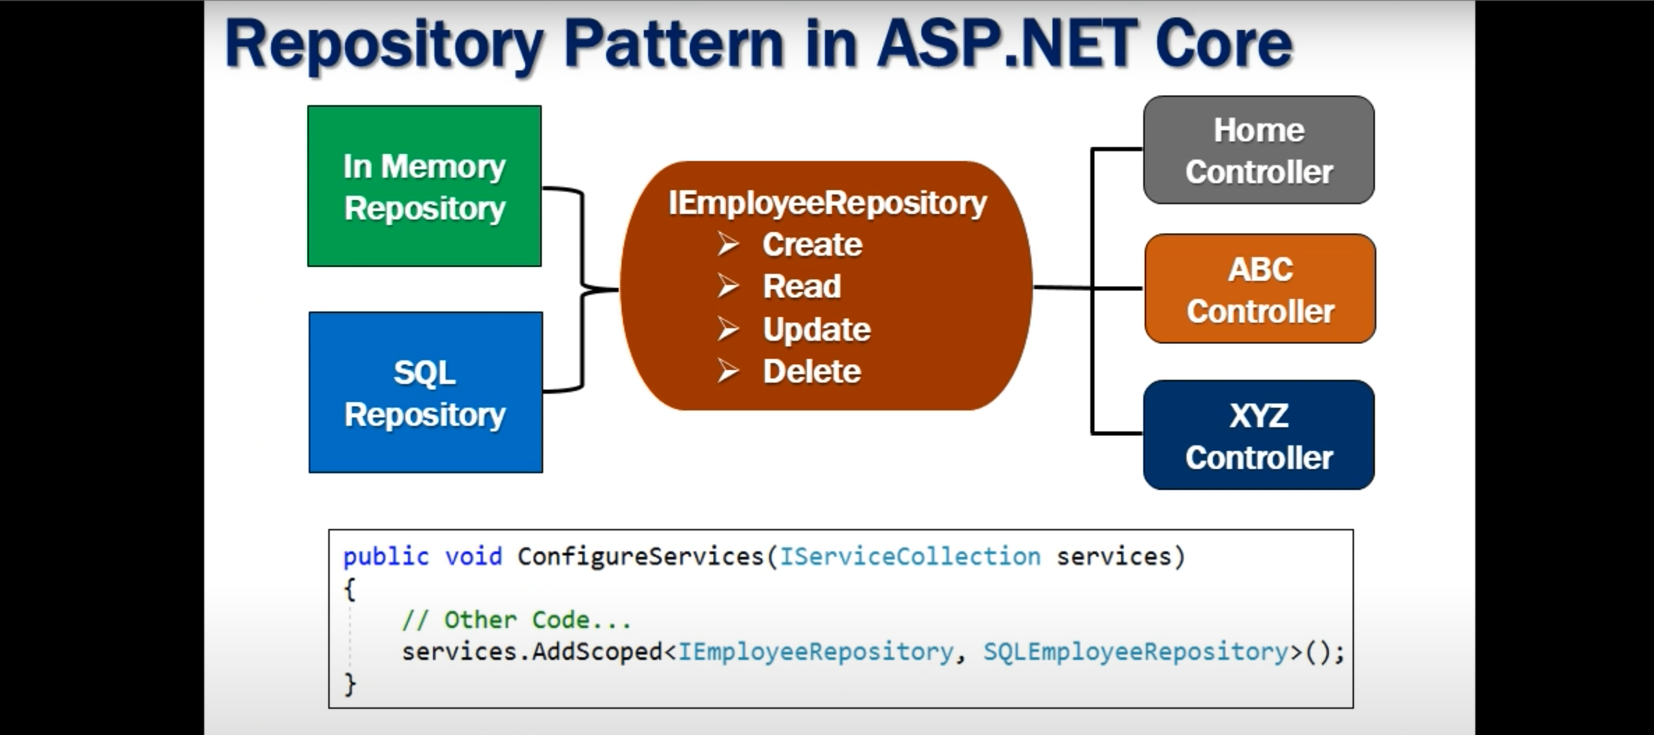 Repository Pattern in ASP.NET Core
In Memory
Repository
SQL
Repository
IEmployeeRepository
Create
Read
Update
Delete
Home
Controller
ABC
Controller
XYZ
Controller
public void ConfigureServices(IServiceCollection services)
{
// Other Code...
services.AddScoped<IEmployeeRepository, SQLEmployeeRepository>();
}